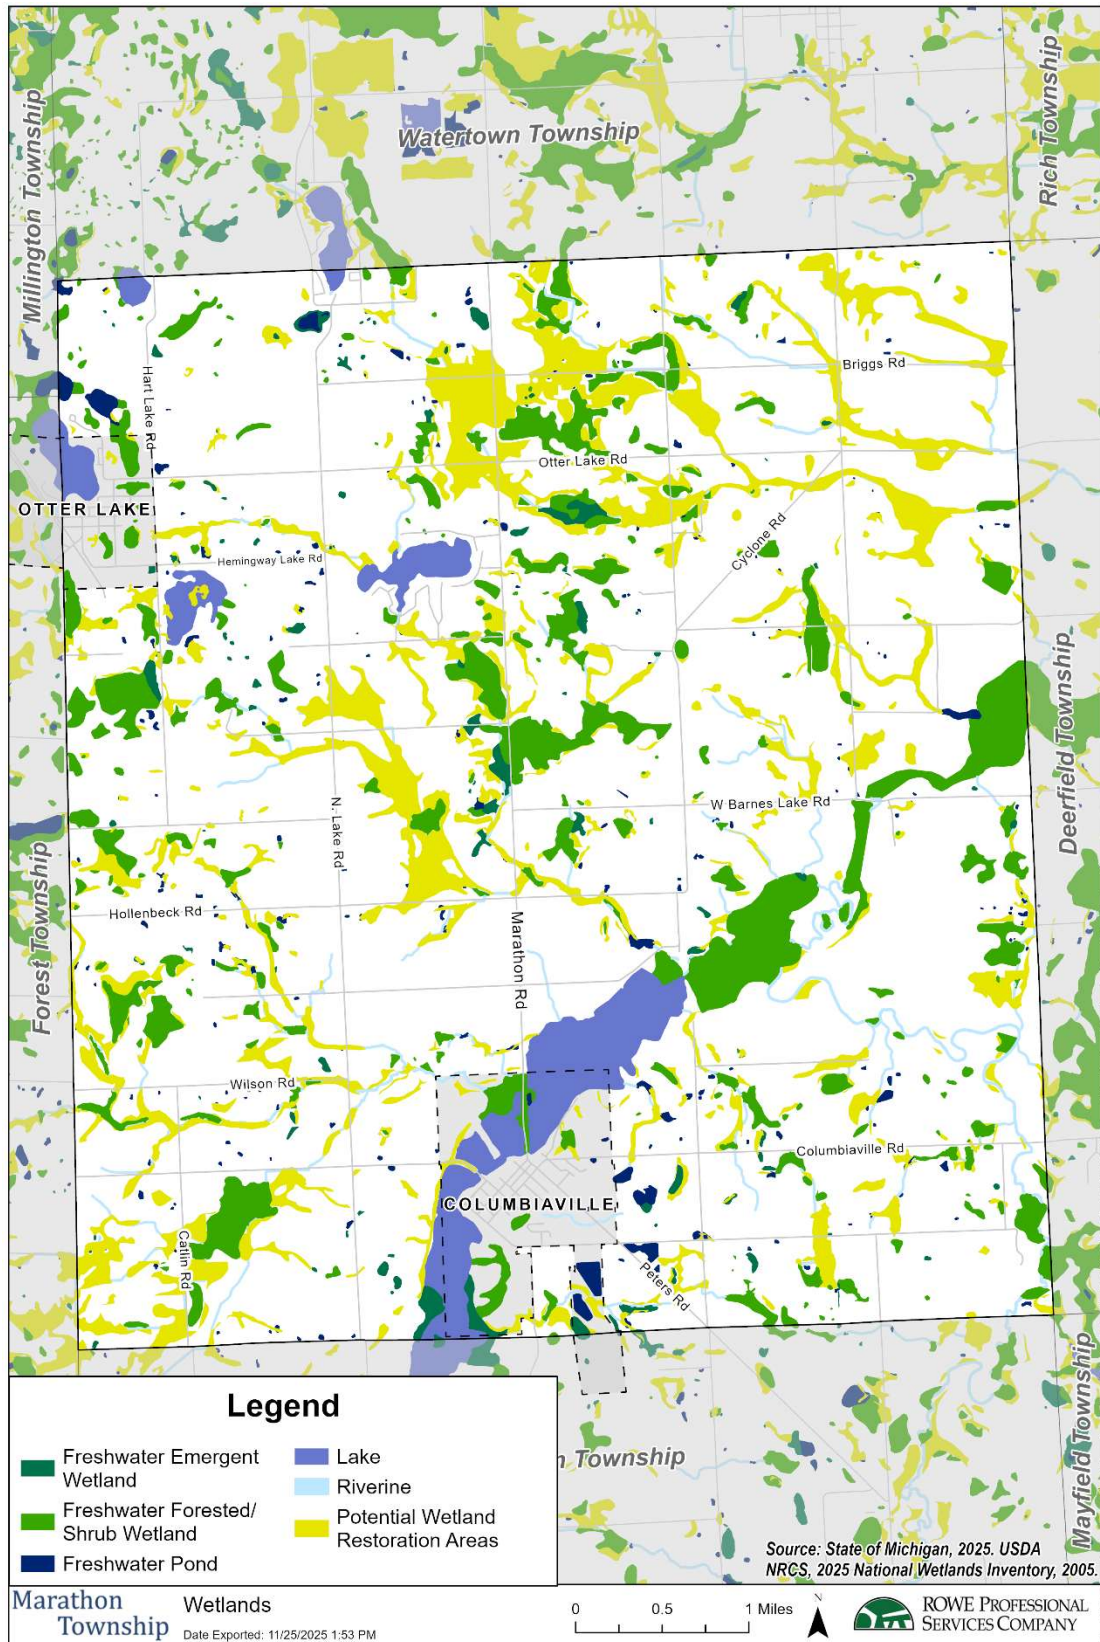 Watertown Township
Rich Township
Millington Township
Briggs Rd
Hart Lake Rd
Otter Lake Rd
OTTER LAKE
Cyclone Rd
Hemingway Lake Rd
Deerfield Township
N. Lake Rd
W Barnes Lake Rd
Forest Township
Hollenbeck Rd
Marathon Rd
Wilson Rd
Columbiaville Rd
COLUMBIAVILLE
Catlin Rd
Peters Rd
Mayfield Township
n Township
Legend
Freshwater Emergent
Wetland
Freshwater Forested/
Shrub Wetland
Freshwater Pond
Lake
Riverine
Potential Wetland
Restoration Areas
Source: State of Michigan, 2025. USDA
NRCS, 2025 National Wetlands Inventory, 2005.
Marathon
Township
Wetlands
Date Exported: 11/25/2025 1:53 PM
0 0.5 1 Miles
N
ROWE PROFESSIONAL
SERVICES COMPANY